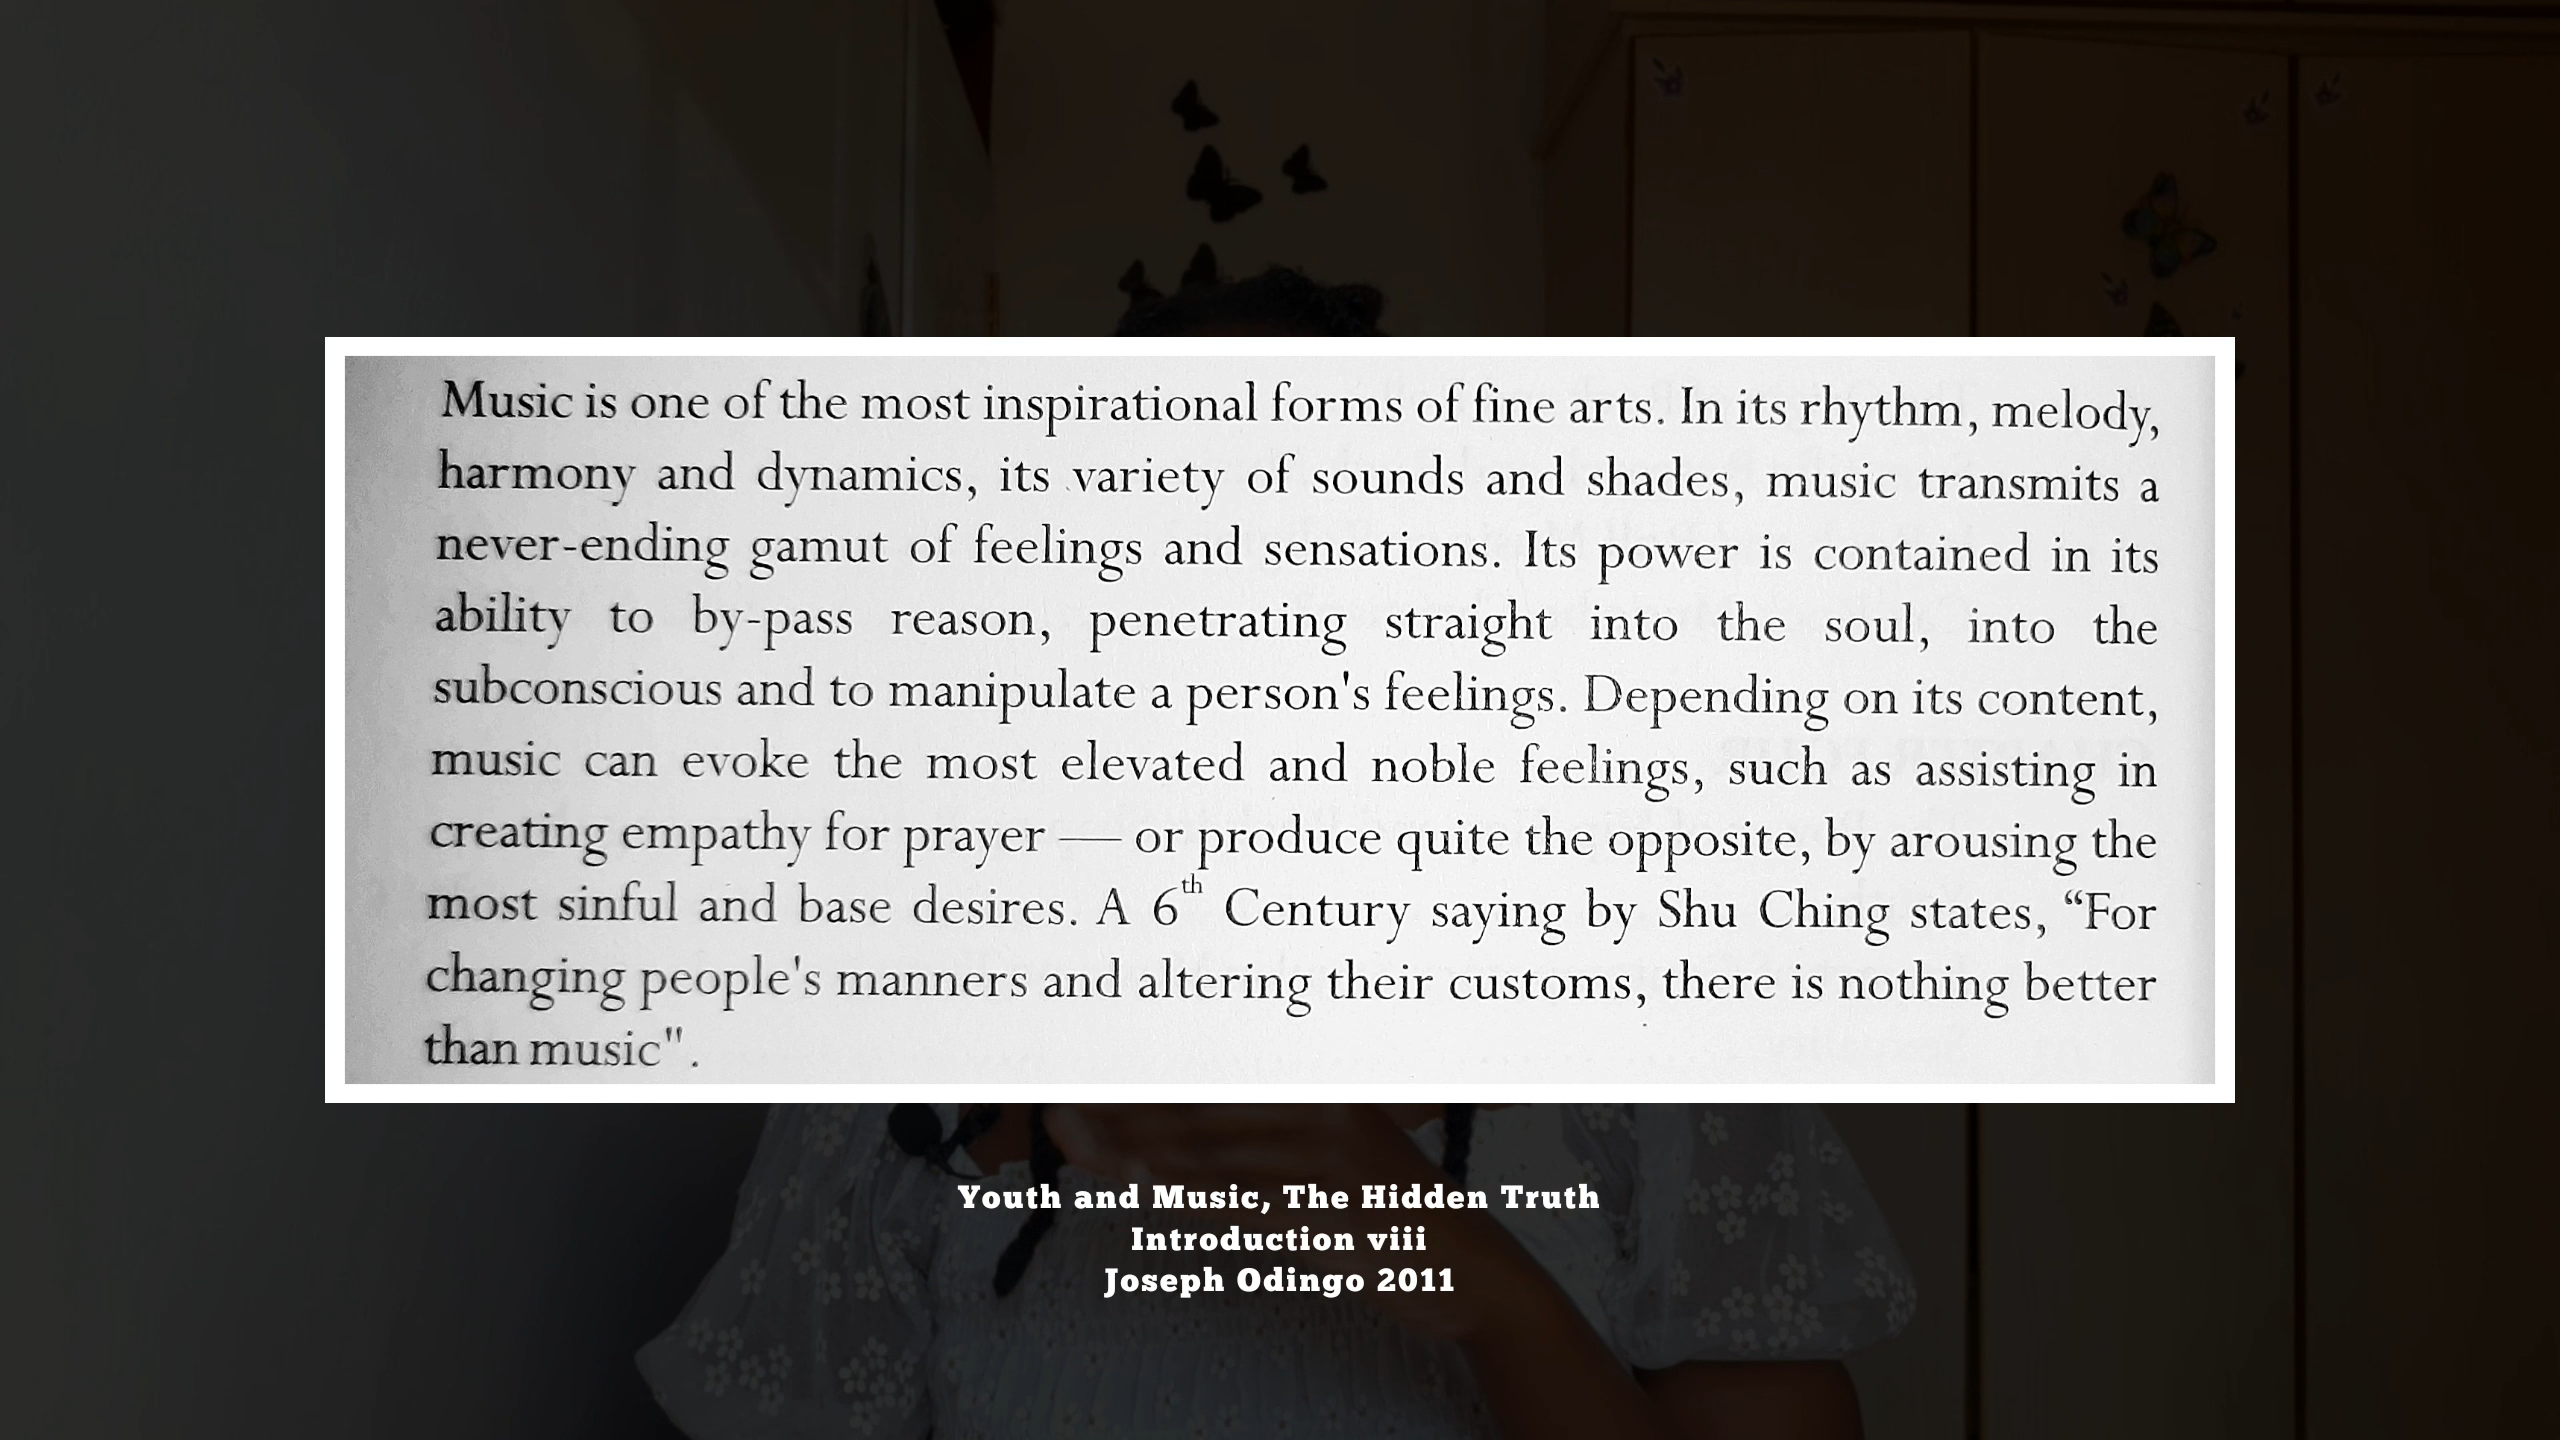 Music is one of the most inspirational forms of fine arts. In its rhythm, melody,
harmony and dynamics, its variety of sounds and shades, music transmits a
never-ending gamut of feelings and sensations. Its power is contained in its
ability to by-pass reason, penetrating straight into the soul, into the
subconscious and to manipulate a person's feelings. Depending on its content,
music can evoke the most elevated and noble feelings, such as assisting in
creating empathy for prayer — or produce quite the opposite, by arousing the
most sinful and base desires. A 6th Century saying by Shu Ching states, “For
changing people's manners and altering their customs, there is nothing better
than music".
Youth and Music, The Hidden Truth
Introduction viii
Joseph Odingo 2011